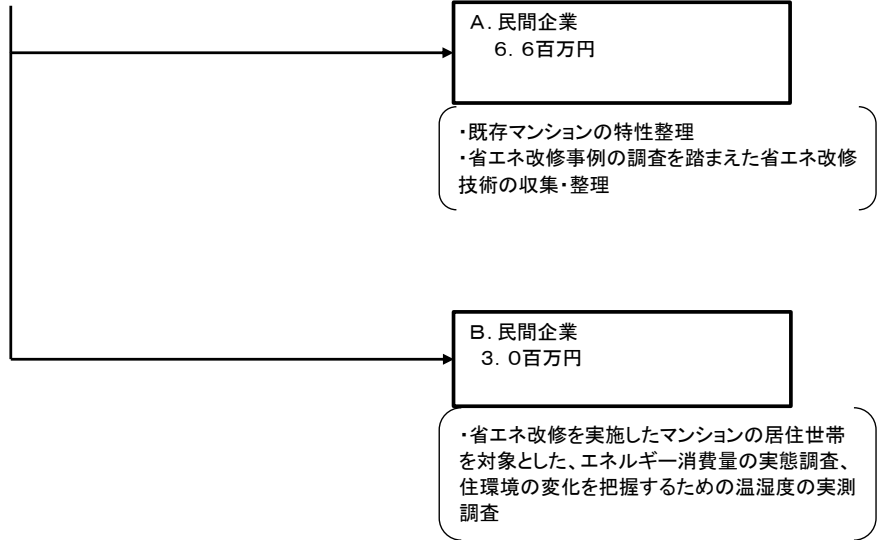 A．民間企業
6．6百万円
・既存マンションの特性整理
・省エネ改修事例の調査を踏まえた省エネ改修
技術の収集・整理
B．民間企業
3．0百万円
・省エネ改修を実施したマンションの居住世帯
を対象とした、エネルギー消費量の実態調査、
住環境の変化を把握するための温湿度の実測
調査